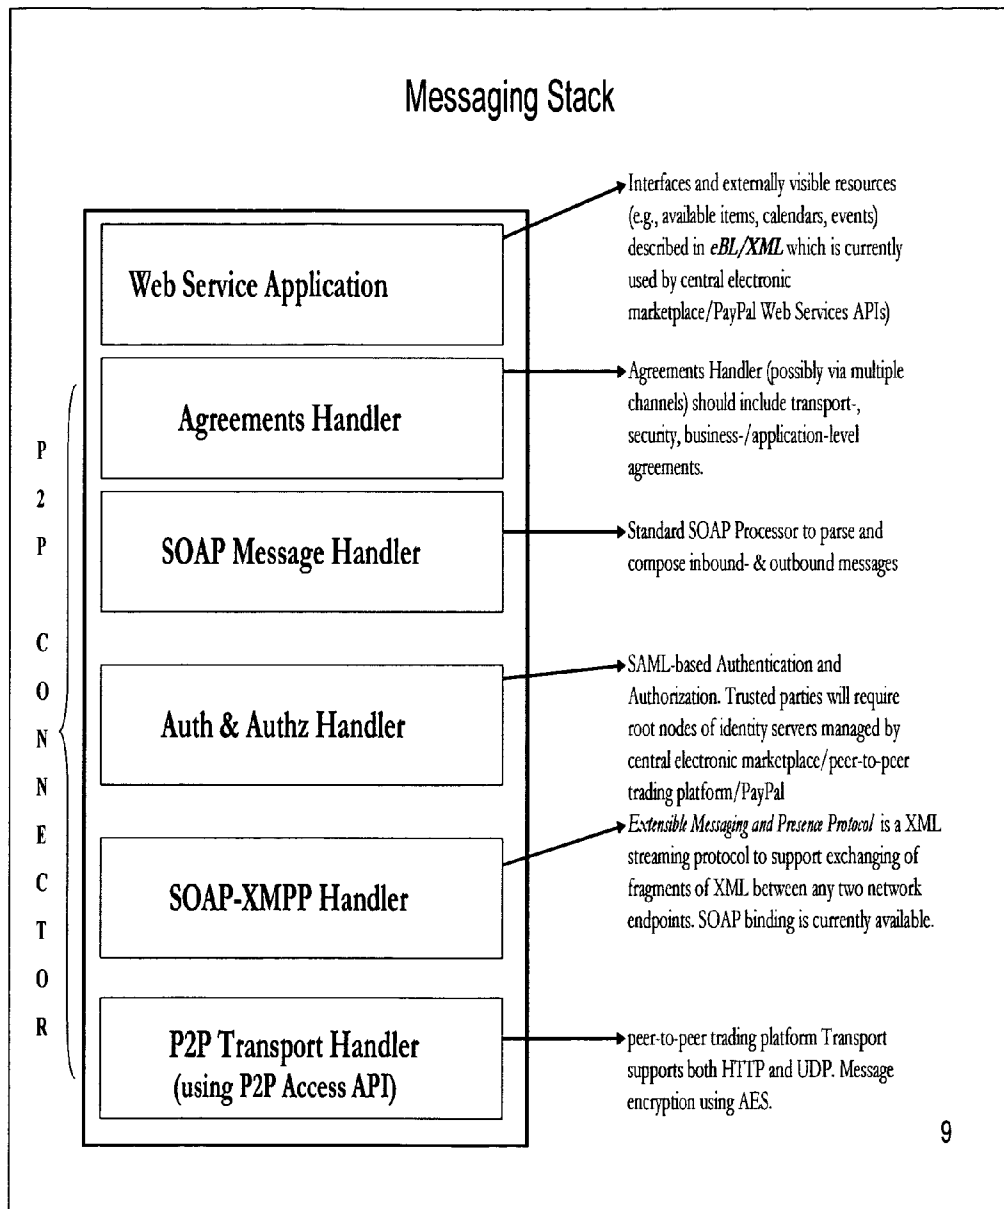 Messaging Stack
Web Service Application
Interfaces and externally visible resources
(e.g., available items, calendars, events)
described in eBL/XML which is currently
used by central electronic
marketplace/PayPal Web Services APIs)
Agreements Handler
Agreements Handler (possibly via multiple
channels) should include transport-,
security, business-/application-level
agreements.
P2P CONNECTOR
SOAP Message Handler
Standard SOAP Processor to parse and
compose inbound- & outbound messages
Auth & Authz Handler
SAML-based Authentication and
Authorization. Trusted parties will require
root nodes of identity servers managed by
central electronic marketplace/peer-to-peer
trading platform/PayPal
SOAP-XMPP Handler
Extensible Messaging and Presence Protocol is a XML
streaming protocol to support exchanging of
fragments of XML between any two network
endpoints. SOAP binding is currently available.
P2P Transport Handler
(using P2P Access API)
peer-to-peer trading platform Transport
supports both HTTP and UDP. Message
encryption using AES.
9